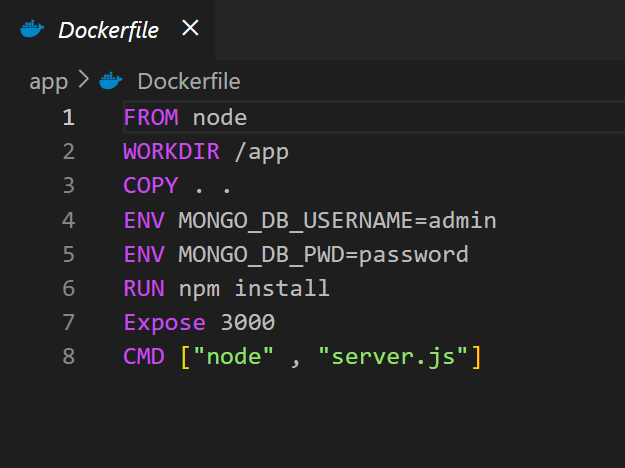 Dockerfile ×
app > Dockerfile
1 FROM node
2 WORKDIR /app
3 COPY . .
4 ENV MONGO_DB_USERNAME=admin
5 ENV MONGO_DB_PWD=password
6 RUN npm install
7 Expose 3000
8 CMD ["node" , "server.js"]